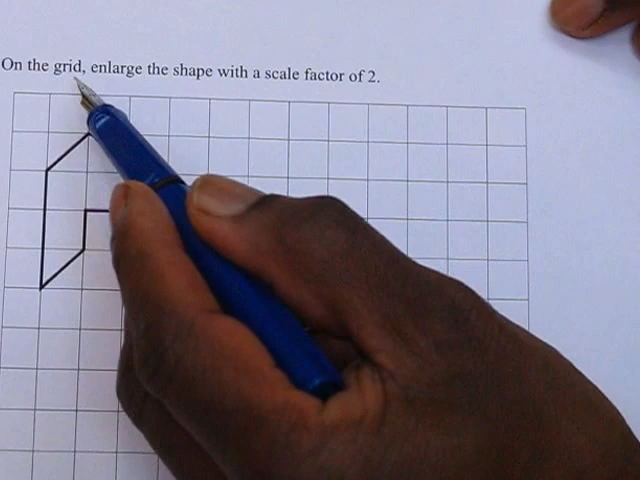 On the grid, enlarge the shape with a scale factor of 2.